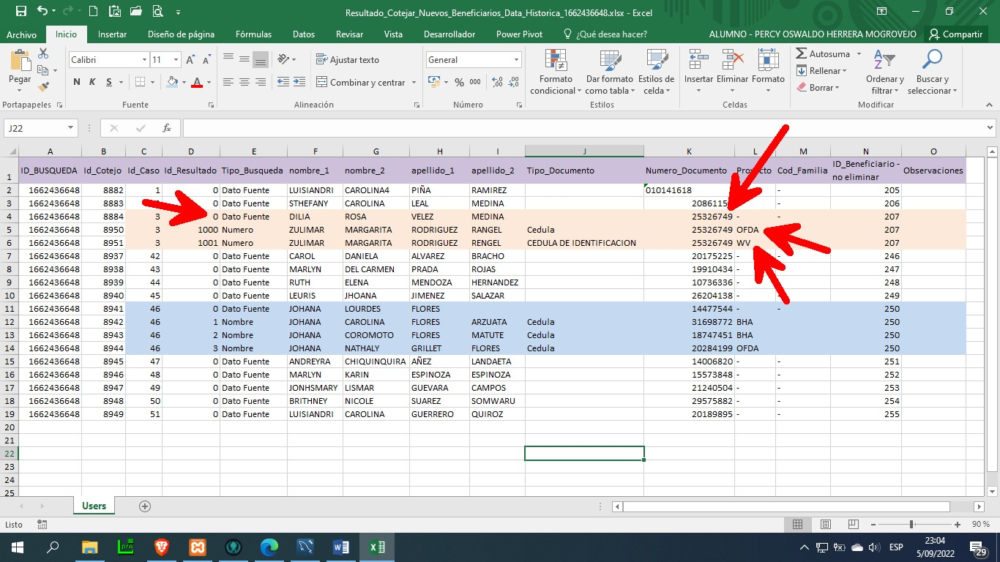 Resultado_Cotejar_Nuevos_Beneficiarios_Data_Historica_1662436648.xlsx - Excel
Archivo Inicio Insertar Diseño de página Fórmulas Datos Revisar Vista Desarrollador Power Pivot ¿Qué desea hacer? ALUMNO - PERCY OSWALDO HERRERA MOGROVEJO Compartir
Pegar Calibri 11 N K S Ajustar texto Combinar y centrar General % 000 Formato condicional Dar formato como tabla Estilos de celda Insertar Eliminar Formato Autosuma Rellenar Borrar Ordenar y filtrar Buscar y seleccionar
Portapapeles Fuente Alineación Número Estilos Celdas Modificar
J22 fx
A B C D E F G H I J K L M N O
1 ID_BUSQUEDA Id_Cotejo Id_Caso Id_Resultado Tipo_Busqueda nombre_1 nombre_2 apellido_1 apellido_2 Tipo_Documento Numero_Documento Cod_Familia ID_Beneficiario - no eliminar Observaciones
2 1662436648 8882 1 0 Dato Fuente LUISIANDRI CAROLINA4 PIÑA RAMIREZ 010141618 - 205
3 1662436648 8883 Dato Fuente STHEFANY CAROLINA LEAL MEDINA - 206
4 1662436648 8884 3 0 Dato Fuente DILIA ROSA VELEZ MEDINA 25326749 - - 207
5 1662436648 8950 3 1000 Numero ZULIMAR MARGARITA RODRIGUEZ RANGEL Cedula 25326749 OFDA 207
6 1662436648 8951 3 1001 Numero ZULIMAR MARGARITA RODRIGUEZ RENGEL CEDULA DE IDENTIFICACION 25326749 WV 207
7 1662436648 8937 42 0 Dato Fuente CAROL DANIELA ALVAREZ BRACHO 20175225 - - 246
8 1662436648 8938 43 0 Dato Fuente MARLYN DEL CARMEN PRADA ROJAS 19910434 - - 247
9 1662436648 8939 44 0 Dato Fuente RUTH ELENA MENDOZA HERNANDEZ 10736336 - - 248
10 1662436648 8940 45 0 Dato Fuente LEURIS JHOANA JIMENEZ SALAZAR 26204138 - - 249
11 1662436648 8941 46 0 Dato Fuente JOHANA LOURDES FLORES 14477544 - - 250
12 1662436648 8942 46 1 Nombre JOHANA CAROLINA FLORES ARZUATA Cedula 31698772 BHA 250
13 1662436648 8943 46 2 Nombre JOHANA COROMOTO FLORES MATUTE Cedula 18747451 BHA 250
14 1662436648 8944 46 3 Nombre JOHANA NATHALY GRILLET FLORES Cedula 20284199 OFDA 250
15 1662436648 8945 47 0 Dato Fuente ANDREYRA CHIQUINQUIRA AÑEZ LANDAETA 14006820 - - 251
16 1662436648 8946 48 0 Dato Fuente MARLYN KARIN ESPINOZA ESPINOZA 15573848 - - 252
17 1662436648 8947 49 0 Dato Fuente JONHSMARY LISMAR GUEVARA CAMPOS 21240504 - - 253
18 1662436648 8948 50 0 Dato Fuente BRITHNEY NICOLE SUAREZ SOMWARU 29575882 - - 254
19 1662436648 8949 51 0 Dato Fuente LUISIANDRI CAROLINA GUERRERO QUIROZ 20189895 - - 255
20
21
22
23
24
25
Users
Listo 90 %
ESP 23:04
5/09/2022 29